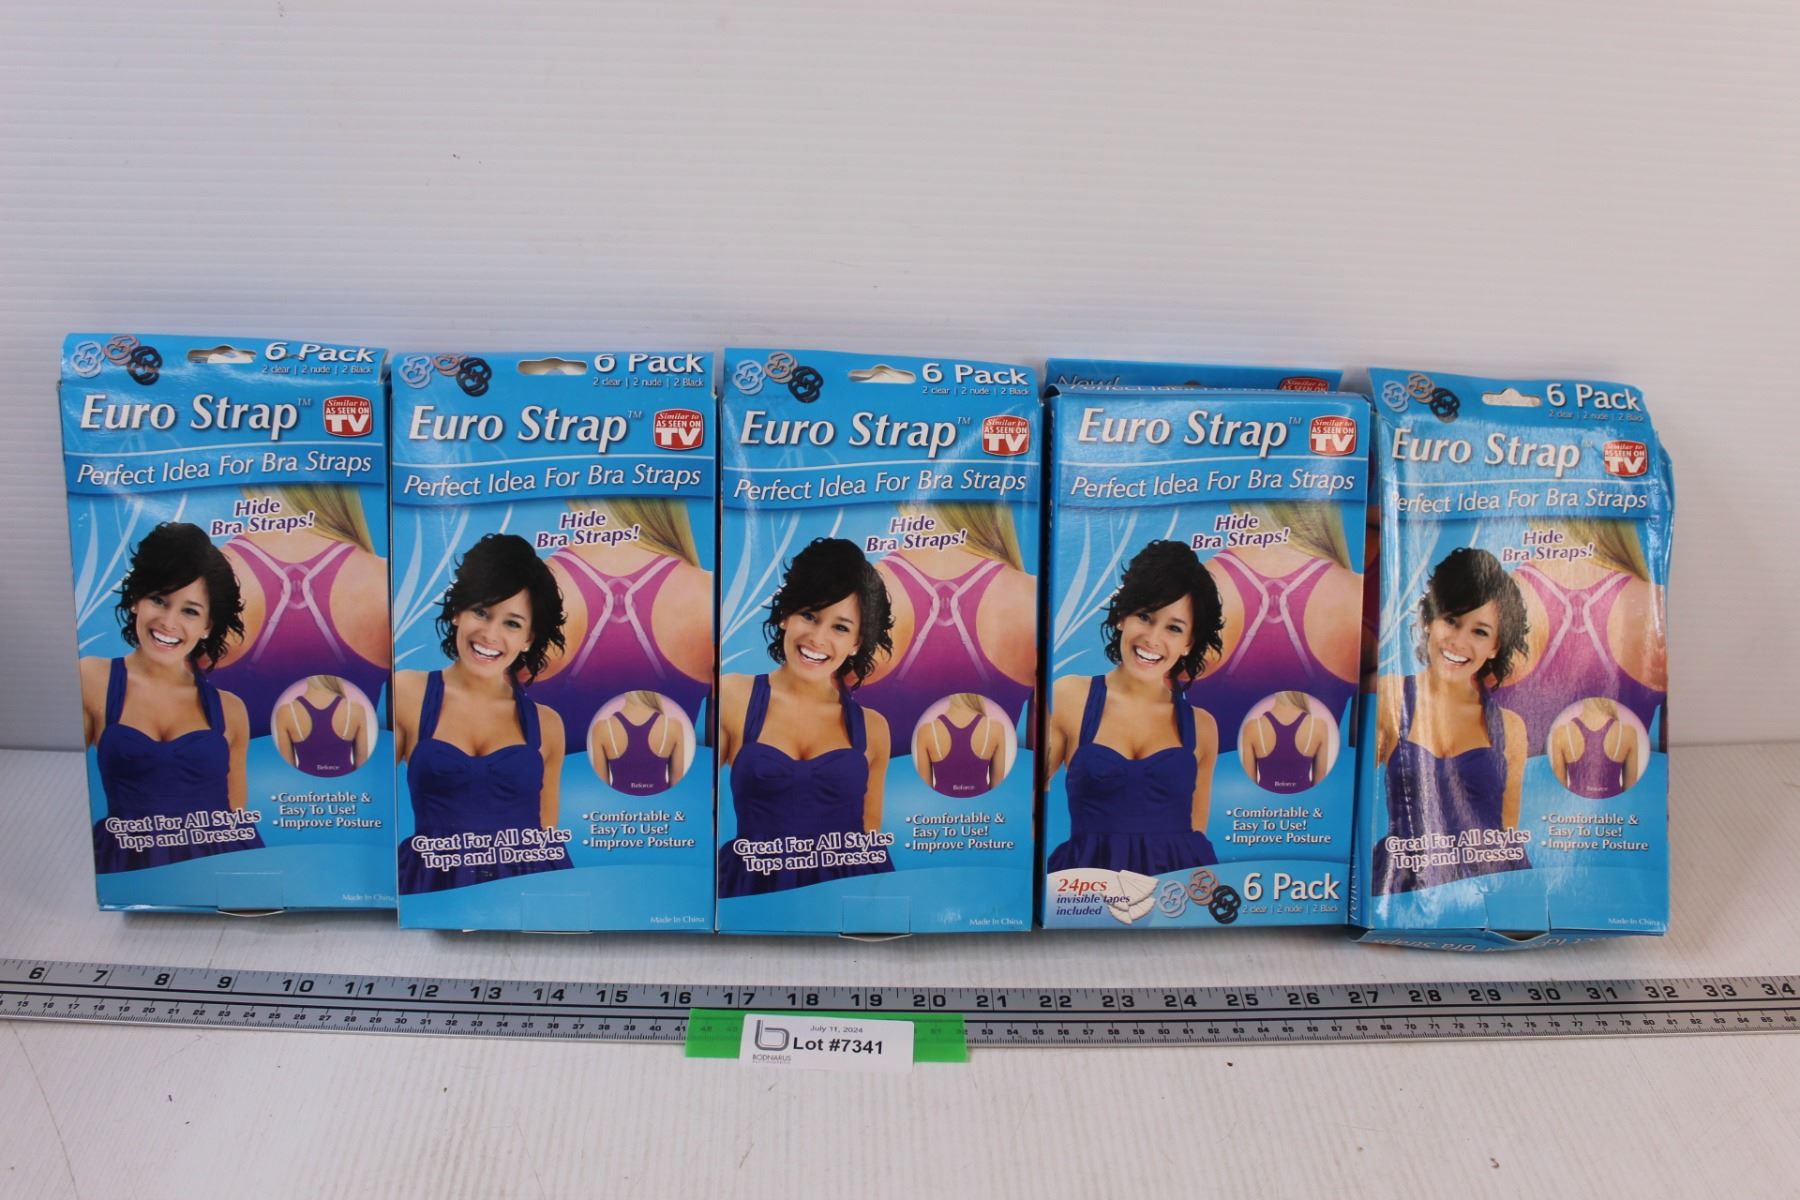 6 Pack
2 clear | 2 nude | 2 Black
Euro Strap™
Similar to
AS SEEN ON
TV
Perfect Idea For Bra Straps
Hide
Bra Straps!
Beforce
•Comfortable &
Easy To Use!
•Improve Posture
Great For All Styles
Tops and Dresses
Made In China
6 Pack
2 clear | 2 nude | 2 Black
Euro Strap™
Similar to
AS SEEN ON
TV
Perfect Idea For Bra Straps
Hide
Bra Straps!
Beforce
•Comfortable &
Easy To Use!
•Improve Posture
Great For All Styles
Tops and Dresses
Made In China
6 Pack
2 clear | 2 nude | 2 Black
Euro Strap™
Similar to
AS SEEN ON
TV
Perfect Idea For Bra Straps
Hide
Bra Straps!
Beforce
•Comfortable &
Easy To Use!
•Improve Posture
Great For All Styles
Tops and Dresses
Made In China
New!
Similar to
AS SEEN ON
Euro Strap™
Similar to
AS SEEN ON
TV
Perfect Idea For Bra Straps
Hide
Bra Straps!
Beforce
•Comfortable &
Easy To Use!
•Improve Posture
24pcs
invisible tapes
included
6 Pack
2 clear | 2 nude | 2 Black
6 Pack
2 clear | 2 nude | 2 Black
Euro Strap
Similar to
AS SEEN ON
TV
Perfect Idea For Bra Straps
Hide
Bra Straps!
Beforce
•Comfortable &
Easy To Use!
•Improve Posture
Great For All Styles
Tops and Dresses
Made In China
6 7 8 9 10 11 12 13 14 15 16 17 18 19 20 21 22 23 24 25 26 27 28 29 30 31 32 33 34
July 11, 2024
Lot #7341
BODNARUS